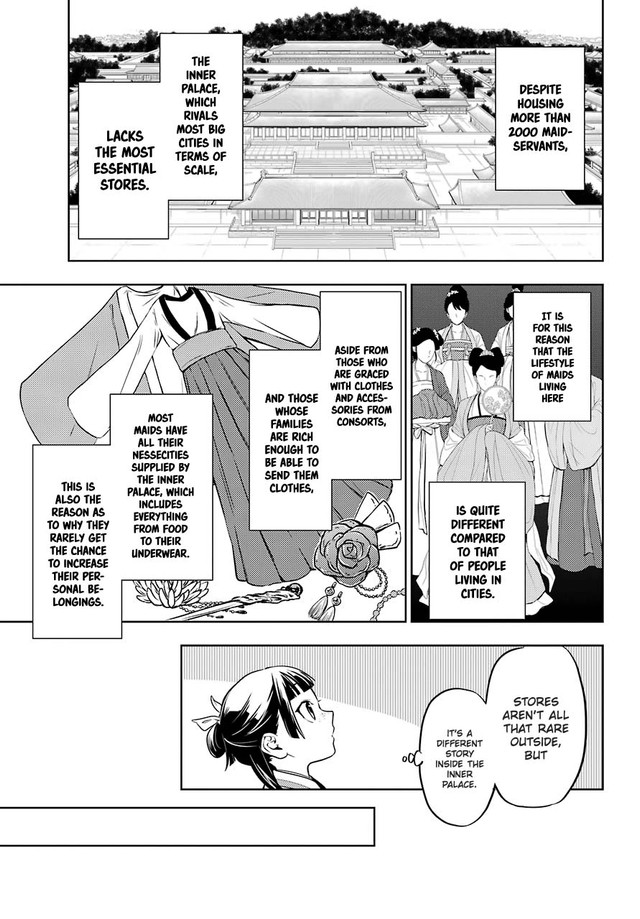 DESPITE
HOUSING
MORE THAN
2000 MAID-
SERVANTS,
THE
INNER
PALACE,
WHICH
RIVALS
MOST BIG
CITIES IN
TERMS OF
SCALE,
LACKS
THE MOST
ESSENTIAL
STORES.
IT IS
FOR THIS
REASON
THAT THE
LIFESTYLE
OF MAIDS
LIVING
HERE
IS QUITE
DIFFERENT
COMPARED
TO THAT
OF PEOPLE
LIVING IN
CITIES.
ASIDE FROM
THOSE WHO
ARE GRACED
WITH CLOTHES
AND ACCES-
SORIES FROM
CONSORTS,
AND THOSE
WHOSE
FAMILIES
ARE RICH
ENOUGH TO
BE ABLE TO
SEND THEM
CLOTHES,
MOST
MAIDS HAVE
ALL THEIR
NESSECITIES
SUPPLIED
BY THE
INNER
PALACE, WHICH
INCLUDES
EVERYTHING
FROM FOOD
TO THEIR
UNDERWEAR.
THIS IS
ALSO THE
REASON AS
TO WHY THEY
RARELY GET
THE CHANCE
TO INCREASE
THEIR PER-
SONAL BE-
LONGINGS.
STORES
AREN'T ALL
THAT RARE
OUTSIDE,
BUT
IT'S A
DIFFERENT
STORY
INSIDE THE
INNER
PALACE.